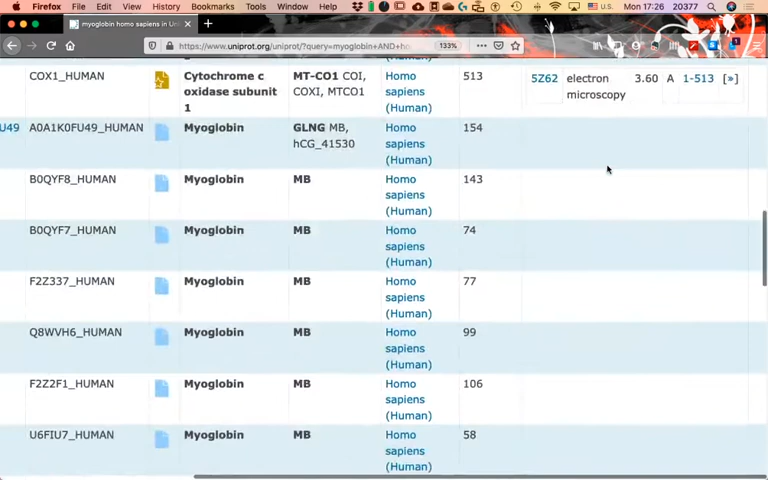 Firefox File Edit View History Bookmarks Tools Window Help U.S. Mon 17:26 20377
myoglobin homo sapiens in Uni
https://www.uniprot.org/uniprot/?query=myoglobin+AND+ho 133%
COX1_HUMAN Cytochrome c MT-CO1 COI, Homo 513 5Z62 electron 3.60 A 1-513 [»]
oxidase subunit COXI, MTCO1 sapiens microscopy
1 (Human)
U49 A0A1K0FU49_HUMAN Myoglobin GLNG MB, Homo 154
hCG_41530 sapiens
(Human)
B0QYF8_HUMAN Myoglobin MB Homo 143
sapiens
(Human)
B0QYF7_HUMAN Myoglobin MB Homo 74
sapiens
(Human)
F2Z337_HUMAN Myoglobin MB Homo 77
sapiens
(Human)
Q8WVH6_HUMAN Myoglobin MB Homo 99
sapiens
(Human)
F2Z2F1_HUMAN Myoglobin MB Homo 106
sapiens
(Human)
U6FIU7_HUMAN Myoglobin MB Homo 58
sapiens
(Human)